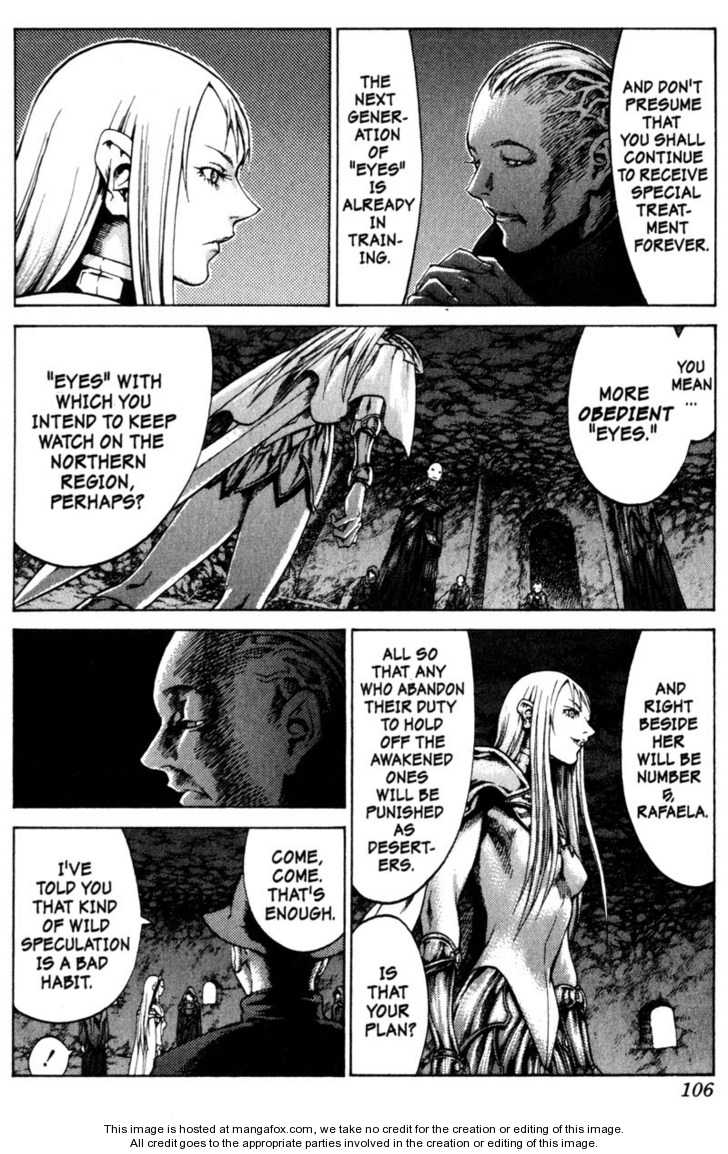 AND DON'T
PRESUME
THAT
YOU SHALL
CONTINUE
TO RECEIVE
SPECIAL
TREAT-
MENT
FOREVER.
THE
NEXT
GENER-
ATION
OF
"EYES"
IS
ALREADY
IN
TRAIN-
ING.
YOU
MEAN
...
MORE
OBEDIENT
"EYES."
"EYES" WITH
WHICH YOU
INTEND TO KEEP
WATCH ON THE
NORTHERN
REGION,
PERHAPS?
AND
RIGHT
BESIDE
HER
WILL BE
NUMBER
5,
RAFAELA.
ALL SO
THAT ANY
WHO ABANDON
THEIR DUTY
TO HOLD
OFF THE
AWAKENED
ONES
WILL BE
PUNISHED
AS
DESERT-
ERS.
IS
THAT
YOUR
PLAN?
COME,
COME.
THAT'S
ENOUGH.
I'VE
TOLD YOU
THAT KIND
OF WILD
SPECULATION
IS A BAD
HABIT.
!
106
This image is hosted at mangafox.com, we take no credit for the creation or editing of this image.
All credit goes to the appropriate parties involved in the creation or editing of this image.